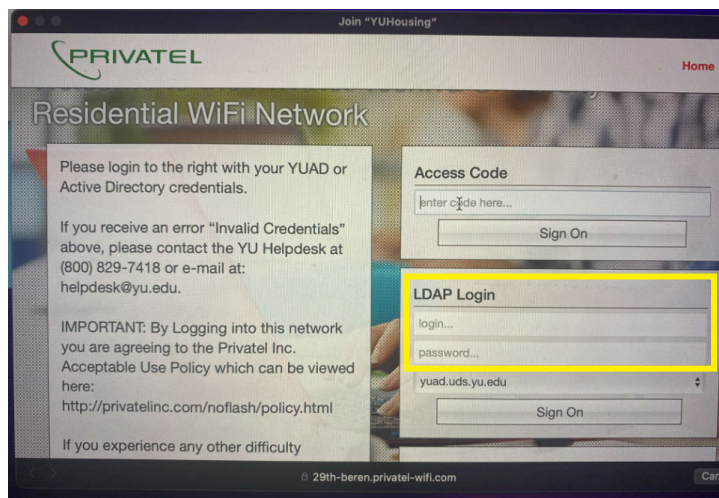 Join "YUHousing"
PRIVATEL
Home
Residential WiFi Network
Please login to the right with your YUAD or
Active Directory credentials.
If you receive an error "Invalid Credentials"
above, please contact the YU Helpdesk at
(800) 829-7418 or e-mail at:
helpdesk@yu.edu.
IMPORTANT: By Logging into this network
you are agreeing to the Privatel Inc.
Acceptable Use Policy which can be viewed
here:
http://privatelinc.com/noflash/policy.html
If you experience any other difficulty
Access Code
enter code here...
Sign On
LDAP Login
login...
password...
yuad.uds.yu.edu
Sign On
29th-beren.privatel-wifi.com